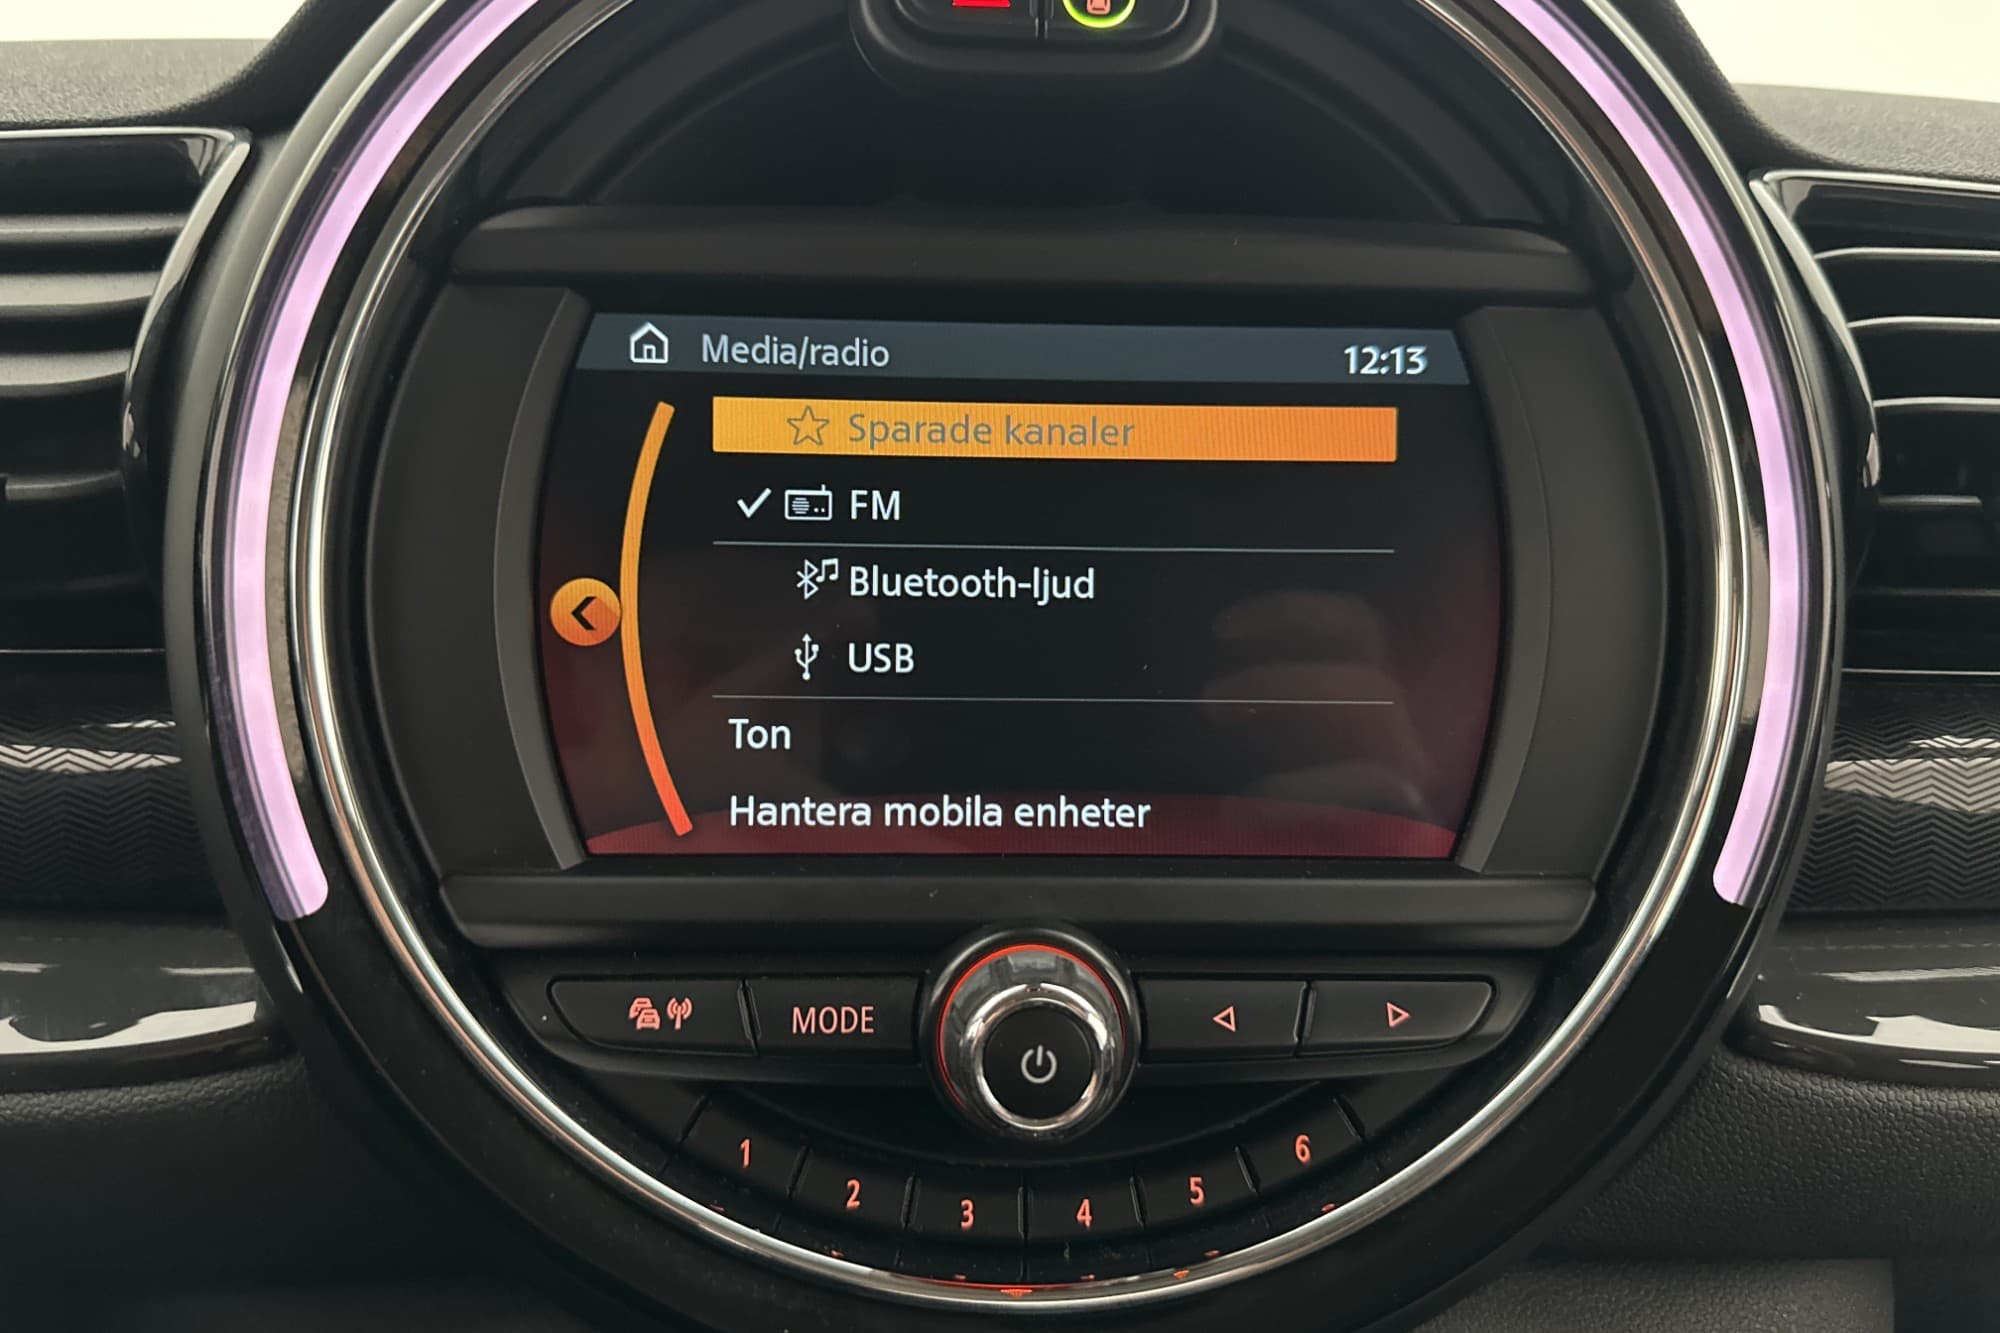 Media/radio 12:13
Sparade kanaler
FM
Bluetooth-ljud
USB
Ton
Hantera mobila enheter
MODE
1 2 3 4 5 6